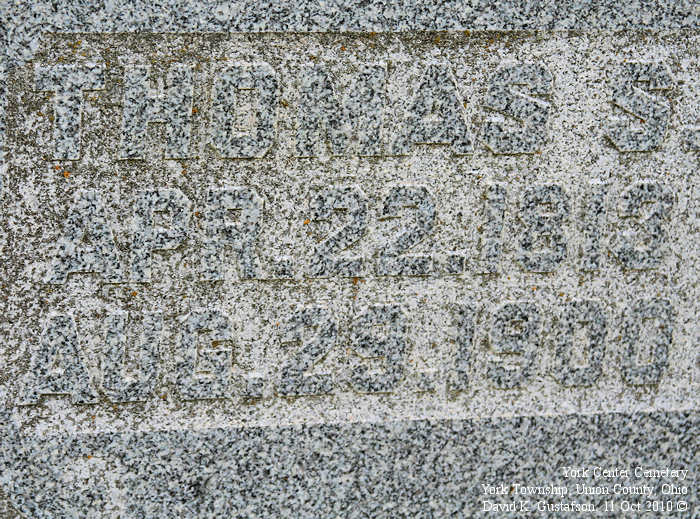 THOMAS S.
APR. 22. 1813
AUG. 29. 1900
York Center Cemetery
York Township, Union County, Ohio
David K. Gustafson, 11 Oct 2010 ©